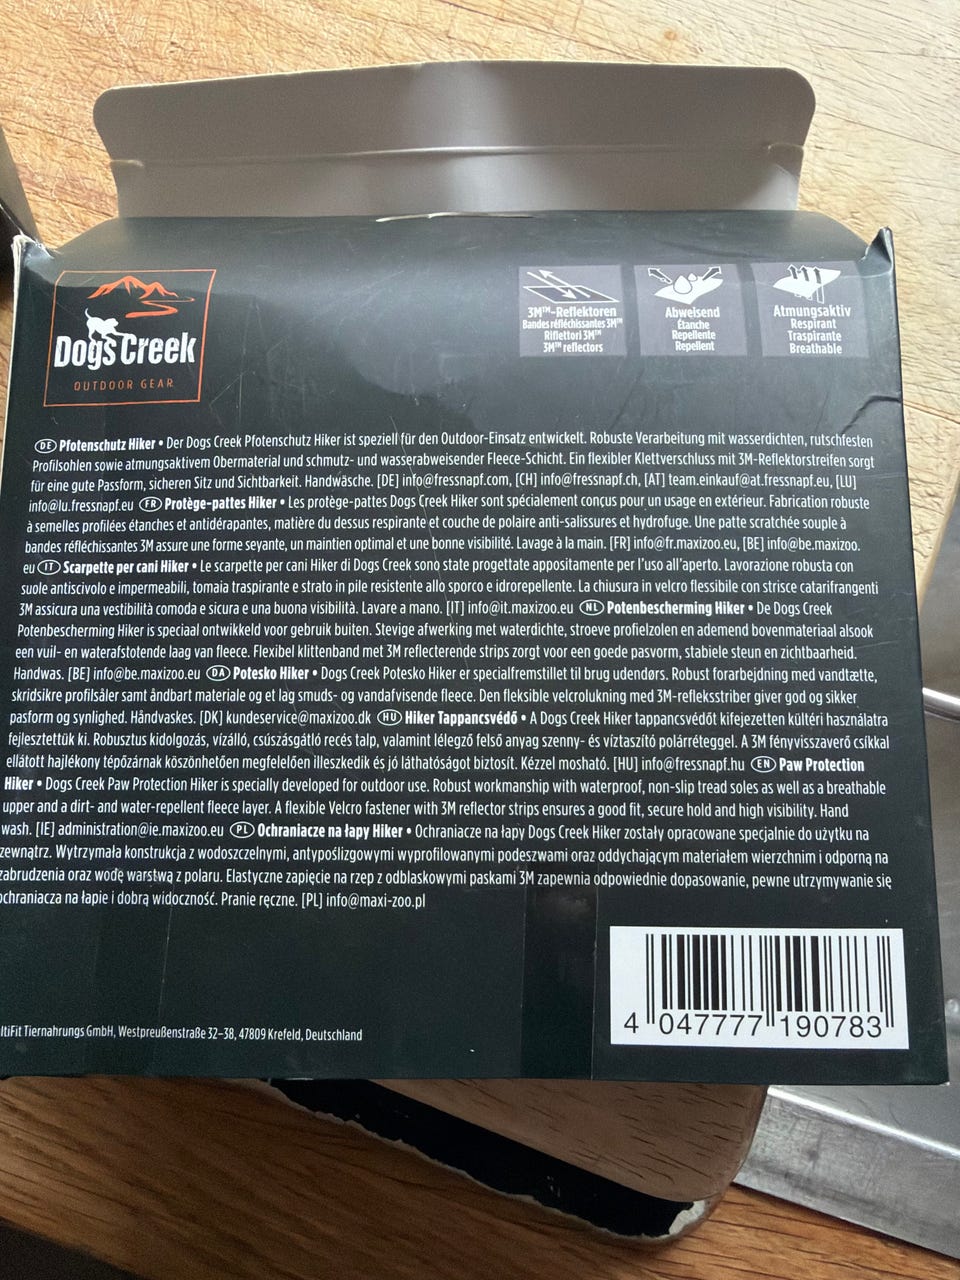 Dogs Creek
OUTDOOR GEAR
3M™-Reflektoren
Bandes réfléchissantes 3M™
Riflettori 3M™
3M™ reflectors
Abweisend
Étanche
Repellente
Repellent
Atmungsaktiv
Respirant
Traspirante
Breathable
DE Pfotenschutz Hiker • Der Dogs Creek Pfotenschutz Hiker ist speziell für den Outdoor-Einsatz entwickelt. Robuste Verarbeitung mit wasserdichten, rutschfesten
Profilsohlen sowie atmungsaktivem Obermaterial und schmutz- und wasserabweisender Fleece-Schicht. Ein flexibler Klettverschluss mit 3M-Reflektorstreifen sorgt
für eine gute Passform, sicheren Sitz und Sichtbarkeit. Handwäsche. [DE] info@fressnapf.com, [CH] info@fressnapf.ch, [AT] team.einkauf@at.fressnapf.eu, [LU]
info@lu.fressnapf.eu FR Protège-pattes Hiker • Les protège-pattes Dogs Creek Hiker sont spécialement conçus pour un usage en extérieur. Fabrication robuste
à semelles profilées étanches et antidérapantes, matière du dessus respirante et couche de polaire anti-salissures et hydrofuge. Une patte scratchée souple à
bandes réfléchissantes 3M assure une forme seyante, un maintien optimal et une bonne visibilité. Lavage à la main. [FR] info@fr.maxizoo.eu, [BE] info@be.maxizoo.
eu IT Scarpette per cani Hiker • Le scarpette per cani Hiker di Dogs Creek sono state progettate appositamente per l'uso all'aperto. Lavorazione robusta con
suole antiscivolo e impermeabili, tomaia traspirante e strato in pile resistente allo sporco e idrorepellente. La chiusura in velcro flessibile con strisce catarifrangenti
3M assicura una vestibilità comoda e sicura e una buona visibilità. Lavare a mano. [IT] info@it.maxizoo.eu NL Potenbescherming Hiker • De Dogs Creek
Potenbescherming Hiker is speciaal ontwikkeld voor gebruik buiten. Stevige afwerking met waterdichte, stroeve profielzolen en ademend bovenmateriaal alsook
een vuil- en waterafstotende laag van fleece. Flexibel klittenband met 3M reflecterende strips zorgt voor een goede pasvorm, stabiele steun en zichtbaarheid.
Handwas. [BE] info@be.maxizoo.eu DA Potesko Hiker • Dogs Creek Potesko Hiker er specialfremstillet til brug udendørs. Robust forarbejdning med vandtætte,
skridsikre profilsåler samt åndbart materiale og et lag smuds- og vandafvisende fleece. Den fleksible velcrolukning med 3M-refleksstriber giver god og sikker
pasform og synlighed. Håndvaskes. [DK] kundeservice@maxizoo.dk HU Hiker Tappancsvédő • A Dogs Creek Hiker tappancsvédőt kifejezetten kültéri használatra
fejlesztettük ki. Robusztus kidolgozás, vízálló, csúszásgátló recés talp, valamint lélegző felső anyag szenny- és víztaszító polárréteggel. A 3M fényvisszaverő csíkkal
ellátott hajlékony tépőzárnak köszönhetően megfelelően illeszkedik és jó láthatóságot biztosít. Kézzel mosható. [HU] info@fressnapf.hu EN Paw Protection
Hiker • Dogs Creek Paw Protection Hiker is specially developed for outdoor use. Robust workmanship with waterproof, non-slip tread soles as well as a breathable
upper and a dirt- and water-repellent fleece layer. A flexible Velcro fastener with 3M reflector strips ensures a good fit, secure hold and high visibility. Hand
wash. [IE] administration@ie.maxizoo.eu PL Ochraniacze na łapy Hiker • Ochraniacze na łapy Dogs Creek Hiker zostały opracowane specjalnie do użytku na
zewnątrz. Wytrzymała konstrukcja z wodoszczelnymi, antypoślizgowymi wyprofilowanymi podeszwami oraz oddychającym materiałem wierzchnim i odporną na
zabrudzenia oraz wodę warstwą z polaru. Elastyczne zapięcie na rzep z odblaskowymi paskami 3M zapewnia odpowiednie dopasowanie, pewne utrzymywanie się
ochraniacza na łapie i dobrą widoczność. Pranie ręczne. [PL] info@maxi-zoo.pl
ltiFit Tiernahrungs GmbH, Westpreußenstraße 32–38, 47809 Krefeld, Deutschland
4 047777 190783